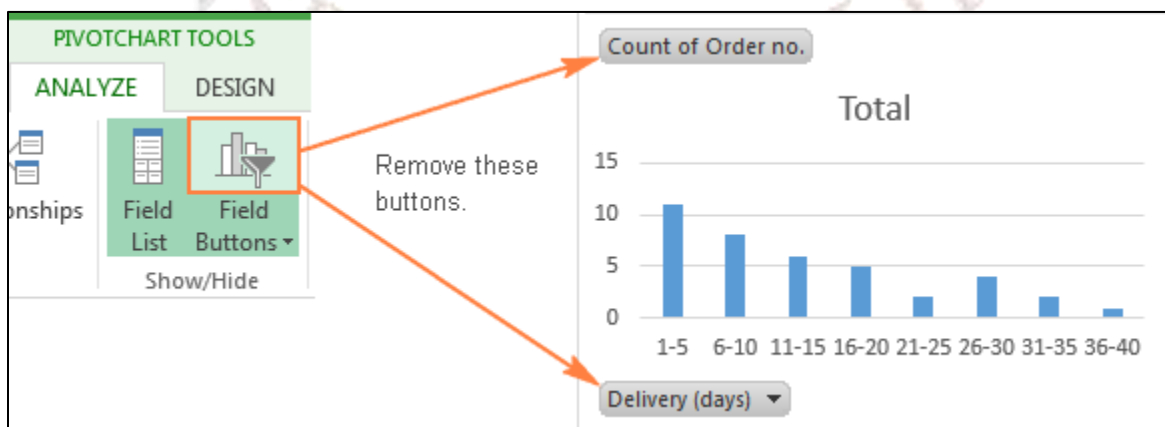 PIVOTCHART TOOLS
ANALYZE DESIGN
onships
Field List
Field Buttons
Show/Hide
Remove these
buttons.
Count of Order no.
Total
15
10
5
0
1-5 6-10 11-15 16-20 21-25 26-30 31-35 36-40
Delivery (days)